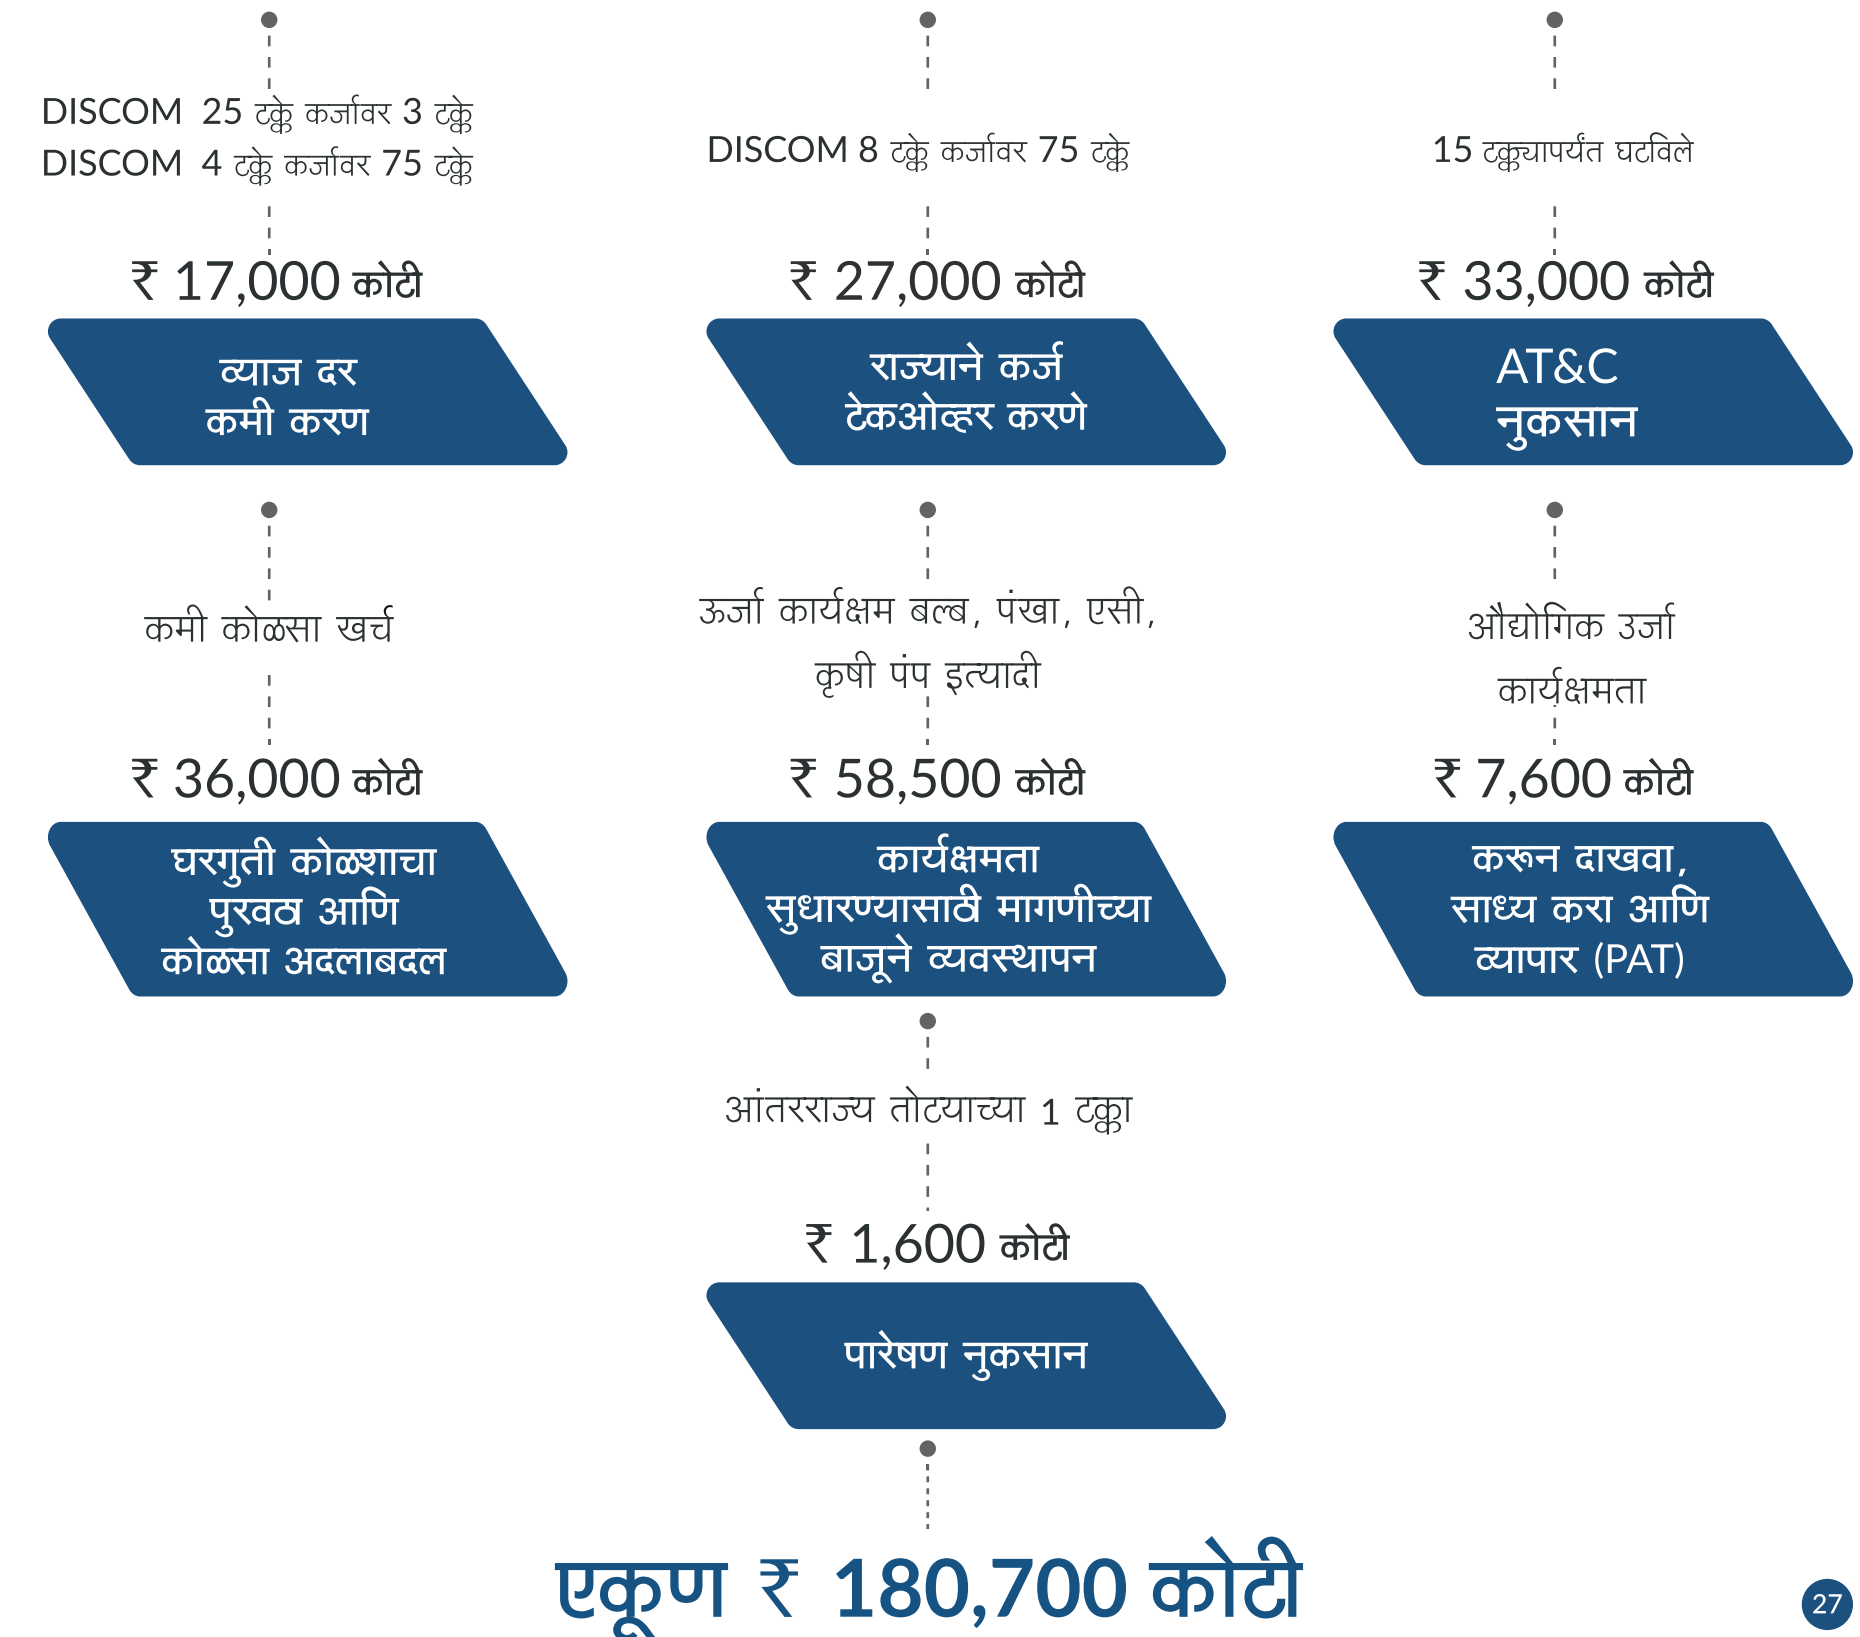 DISCOM 25 टक्के कर्जावर 3 टक्के
DISCOM 4 टक्के कर्जावर 75 टक्के
₹ 17,000 कोटी
व्याज दर
कमी करण
DISCOM 8 टक्के कर्जावर 75 टक्के
₹ 27,000 कोटी
राज्याने कर्ज
टेकओव्हर करणे
15 टक्क्यापर्यंत घटविले
₹ 33,000 कोटी
AT&C
नुकसान
कमी कोळसा खर्च
₹ 36,000 कोटी
घरगुती कोळशाचा
पुरवठा आणि
कोळसा अदलाबदल
ऊर्जा कार्यक्षम बल्ब, पंखा, एसी,
कृषी पंप इत्यादी
₹ 58,500 कोटी
कार्यक्षमता
सुधारण्यासाठी मागणीच्या
बाजूने व्यवस्थापन
औद्योगिक उर्जा
कार्यक्षमता
₹ 7,600 कोटी
करून दाखवा,
साध्य करा आणि
व्यापार (PAT)
आंतरराज्य तोटयाच्या 1 टक्का
₹ 1,600 कोटी
पारेषण नुकसान
एकूण ₹ 180,700 कोटी
27